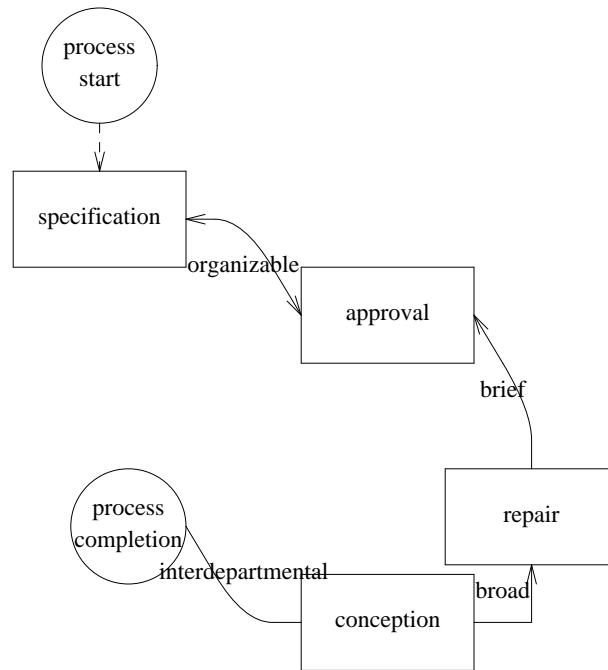 process
start
specification
organizable
approval
brief
process
completion
repair
interdepartmental
broad
conception